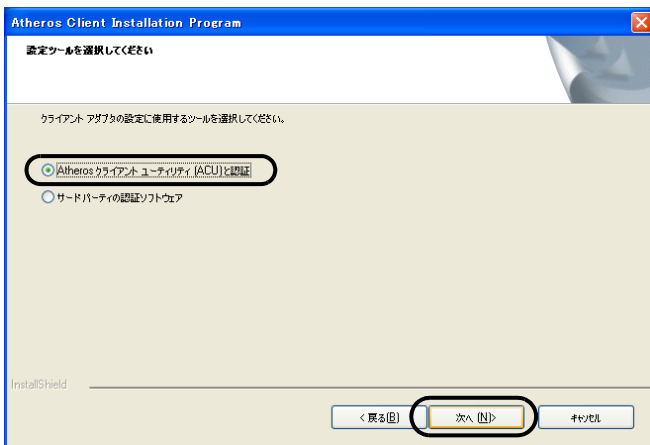 Atheros Client Installation Program
設定ツールを選択してください
クライアント アダプタの設定に使用するツールを選択してください。
Atheros クライアント ユーティリティ (ACU)と認証
サードパーティの認証ソフトウェア
InstallShield
< 戻る(B)
次へ (N)>
キャンセル